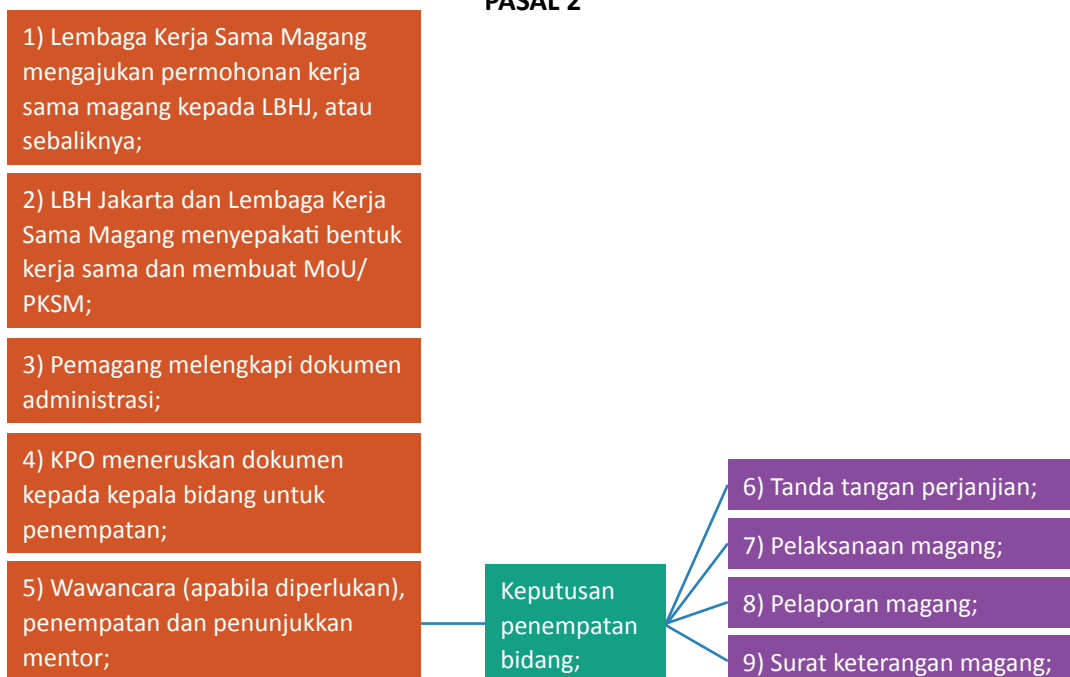 PASAL 2
1) Lembaga Kerja Sama Magang
mengajukan permohonan kerja
sama magang kepada LBHJ, atau
sebaliknya;
2) LBH Jakarta dan Lembaga Kerja
Sama Magang menyepakati bentuk
kerja sama dan membuat MoU/
PKSM;
3) Pemagang melengkapi dokumen
administrasi;
4) KPO meneruskan dokumen
kepada kepala bidang untuk
penempatan;
5) Wawancara (apabila diperlukan),
penempatan dan penunjukkan
mentor;
Keputusan
penempatan
bidang;
6) Tanda tangan perjanjian;
7) Pelaksanaan magang;
8) Pelaporan magang;
9) Surat keterangan magang;